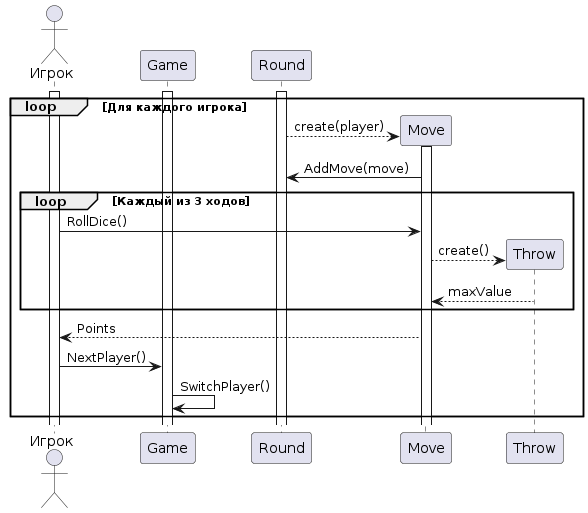 Игрок
Game
Round
loop
[Для каждого игрока]
create(player)
Move
AddMove(move)
loop
[Каждый из 3 ходов]
RollDice()
create()
Throw
maxValue
Points
NextPlayer()
SwitchPlayer()
Игрок
Game
Round
Move
Throw